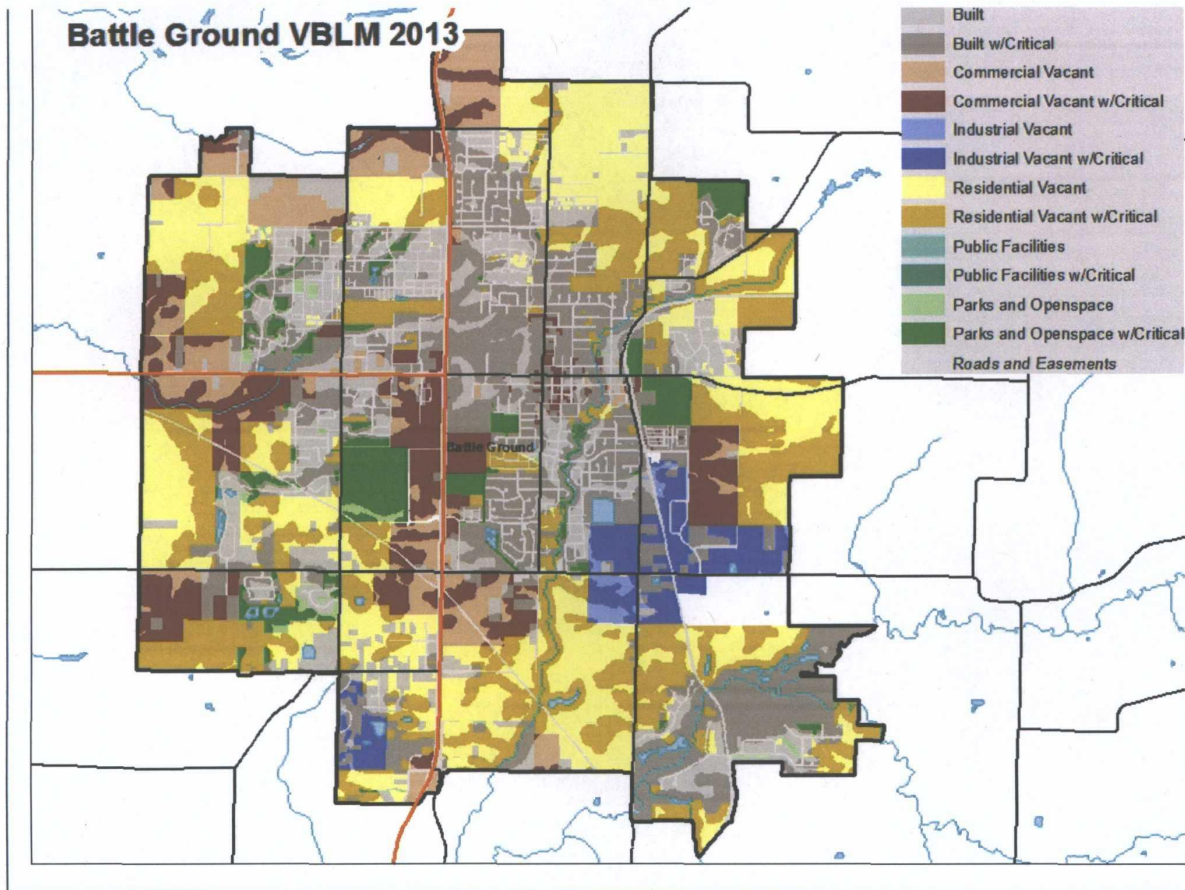 Battle Ground VBLM 2013
Built
Built w/Critical
Commercial Vacant
Commercial Vacant w/Critical
Industrial Vacant
Industrial Vacant w/Critical
Residential Vacant
Residential Vacant w/Critical
Public Facilities
Public Facilities w/Critical
Parks and Openspace
Parks and Openspace w/Critical
Roads and Easements
Battle Ground